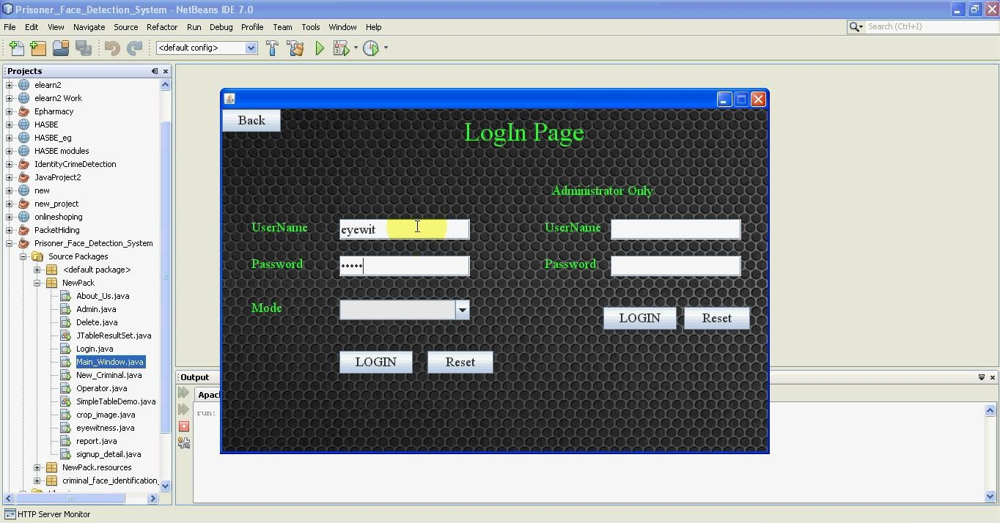 Prisoner_Face_Detection_System - NetBeans IDE 7.0
File Edit View Navigate Source Refactor Run Debug Profile Team Tools Window Help
Search (Ctrl+I)
<default config>
Projects
elearn2
elearn2 Work
Epharmacy
HASBE
HASBE_eg
HASBE modules
IdentityCrimeDetection
JavaProject2
new
new_project
onlineshoping
PacketHiding
Prisoner_Face_Detection_System
Source Packages
<default package>
NewPack
About_Us.java
Admin.java
Delete.java
JTableResultSet.java
Login.java
Main_Window.java
New_Criminal.java
Operator.java
SimpleTableDemo.java
crop_image.java
eyewitness.java
report.java
signup_detail.java
NewPack.resources
criminal_face_identification_
Back
LogIn Page
Administrator Only
UserName eyewit
Password •••••
Mode
LOGIN Reset
UserName
Password
LOGIN Reset
Output
Apac
run:
HTTP Server Monitor